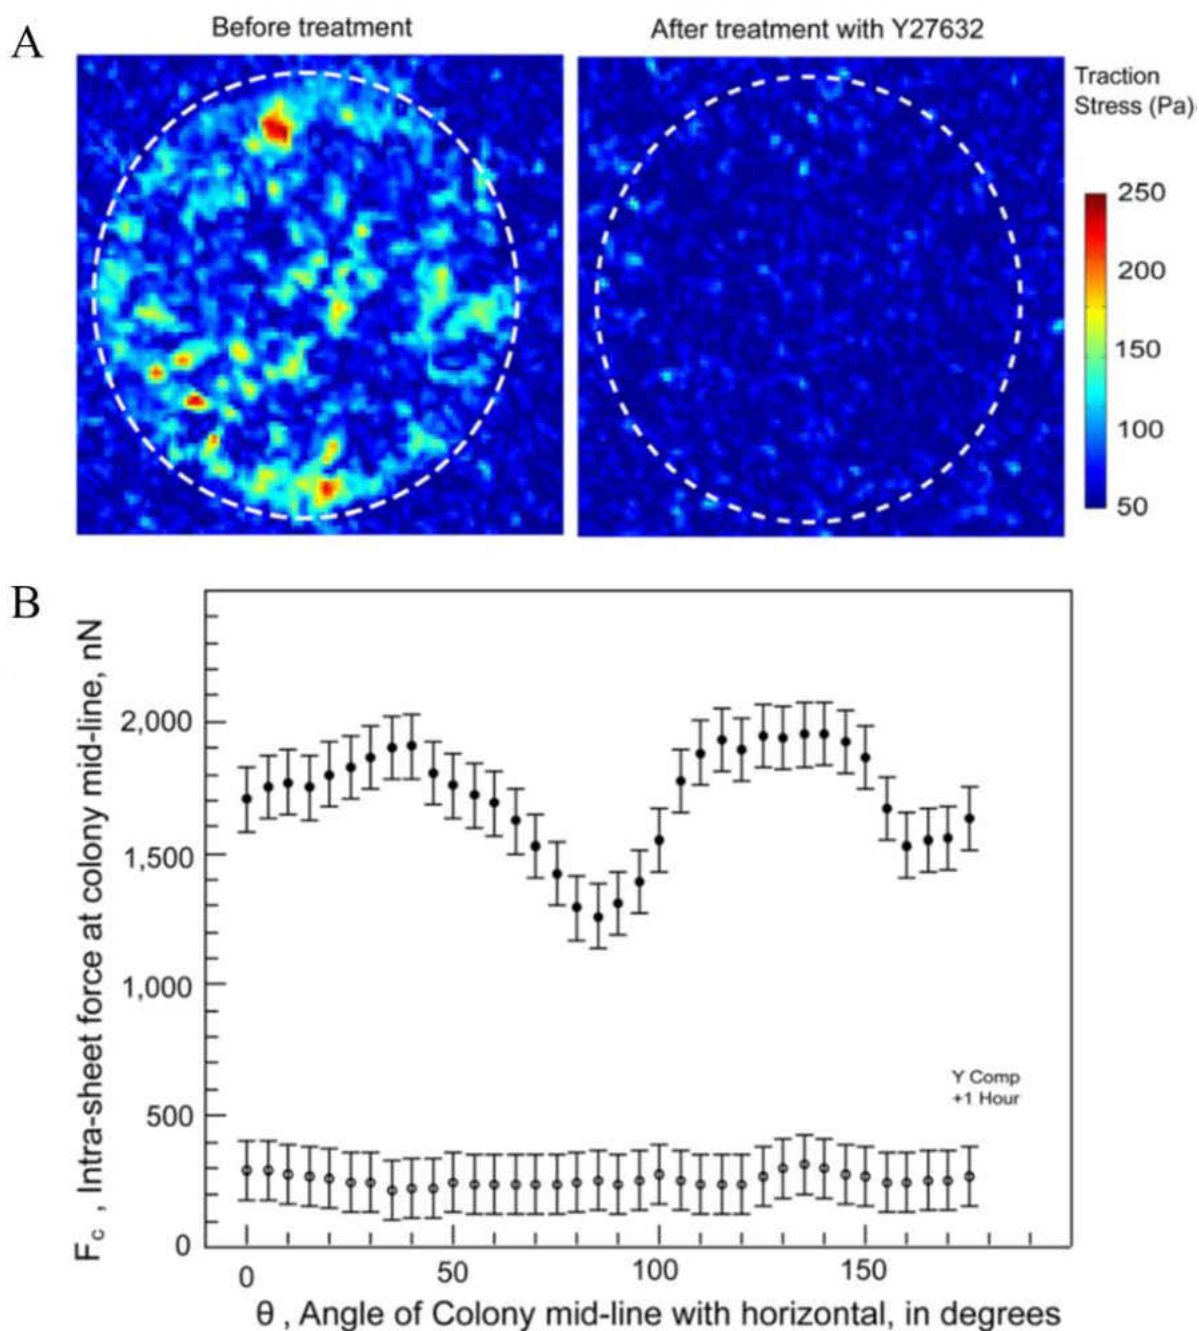 A
Before treatment
After treatment with Y27632
Traction
Stress (Pa)
250
200
150
100
50
B
F_c , Intra-sheet force at colony mid-line, nN
2,000
1,500
1,000
500
0
Y Comp
+1 Hour
0
50
100
150
θ , Angle of Colony mid-line with horizontal, in degrees